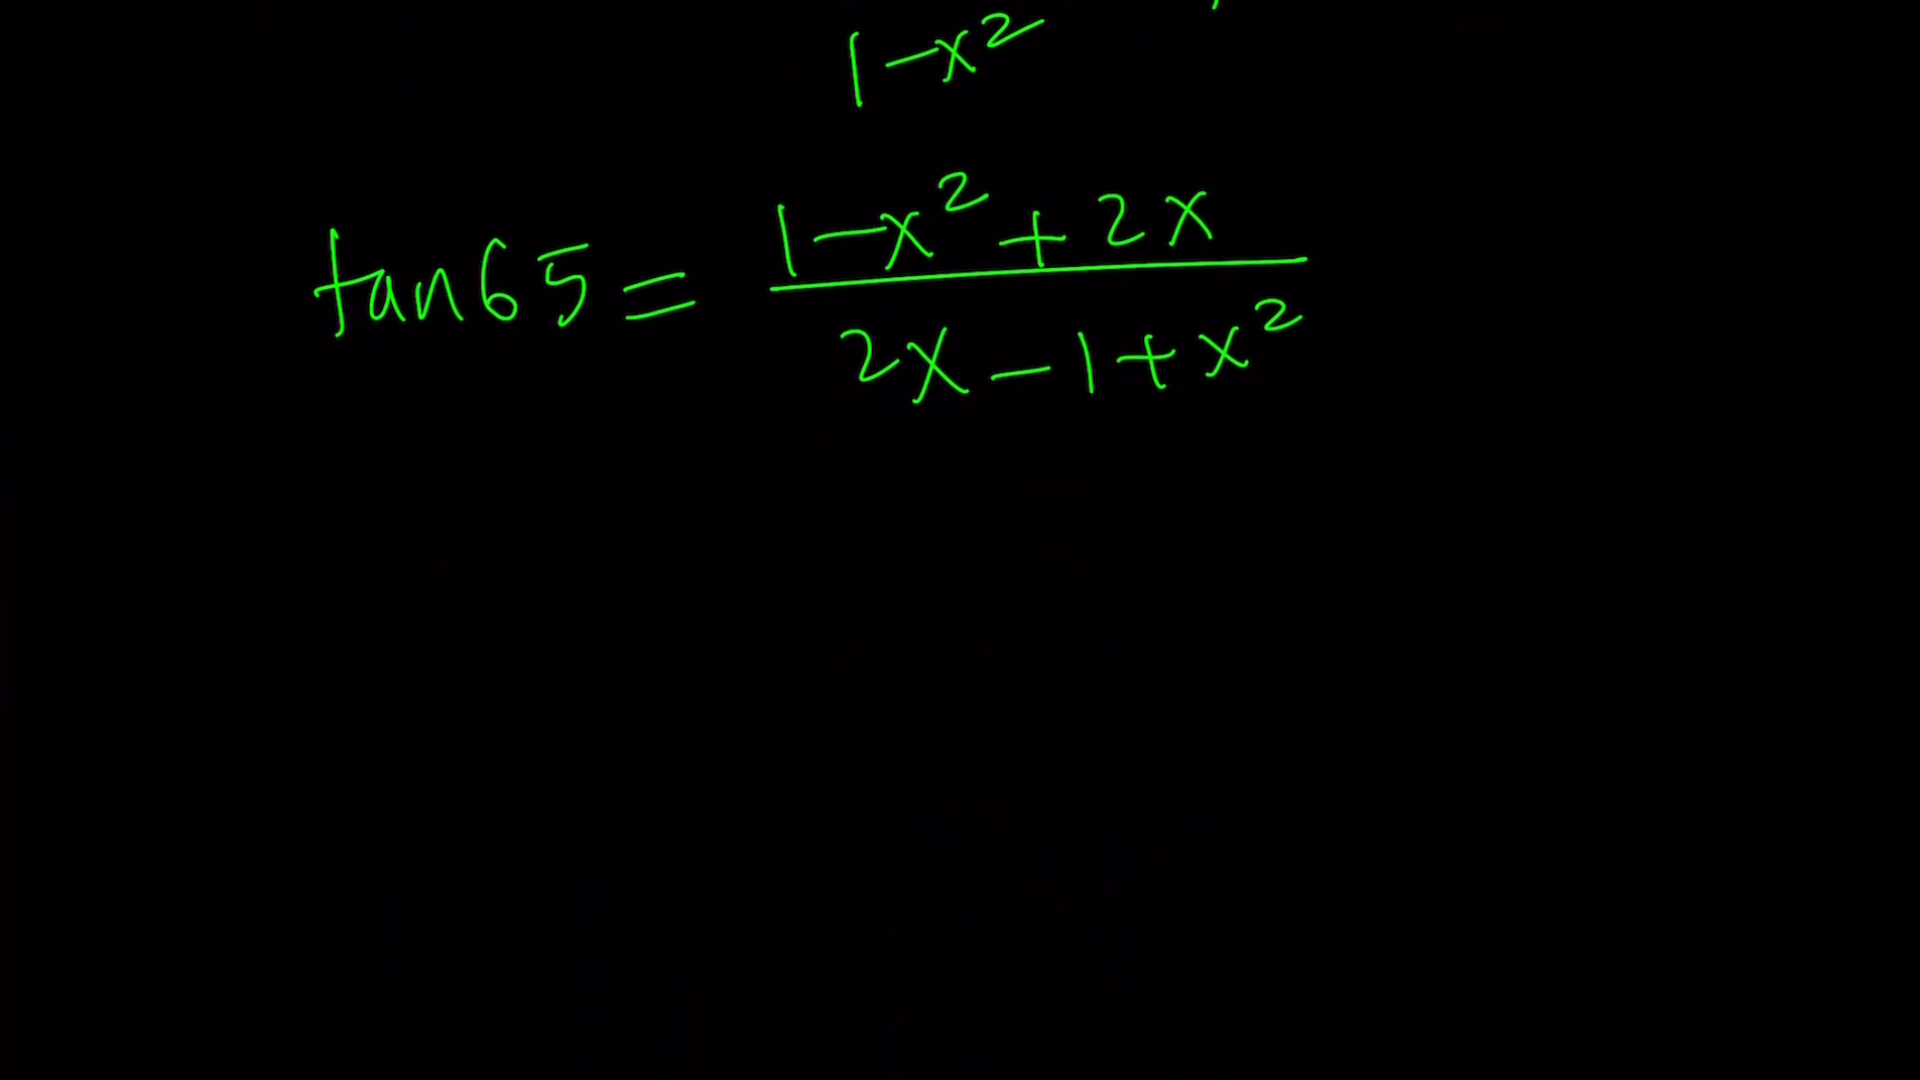 1-x²
tan65 = 1-x²+2x
2x-1+x²